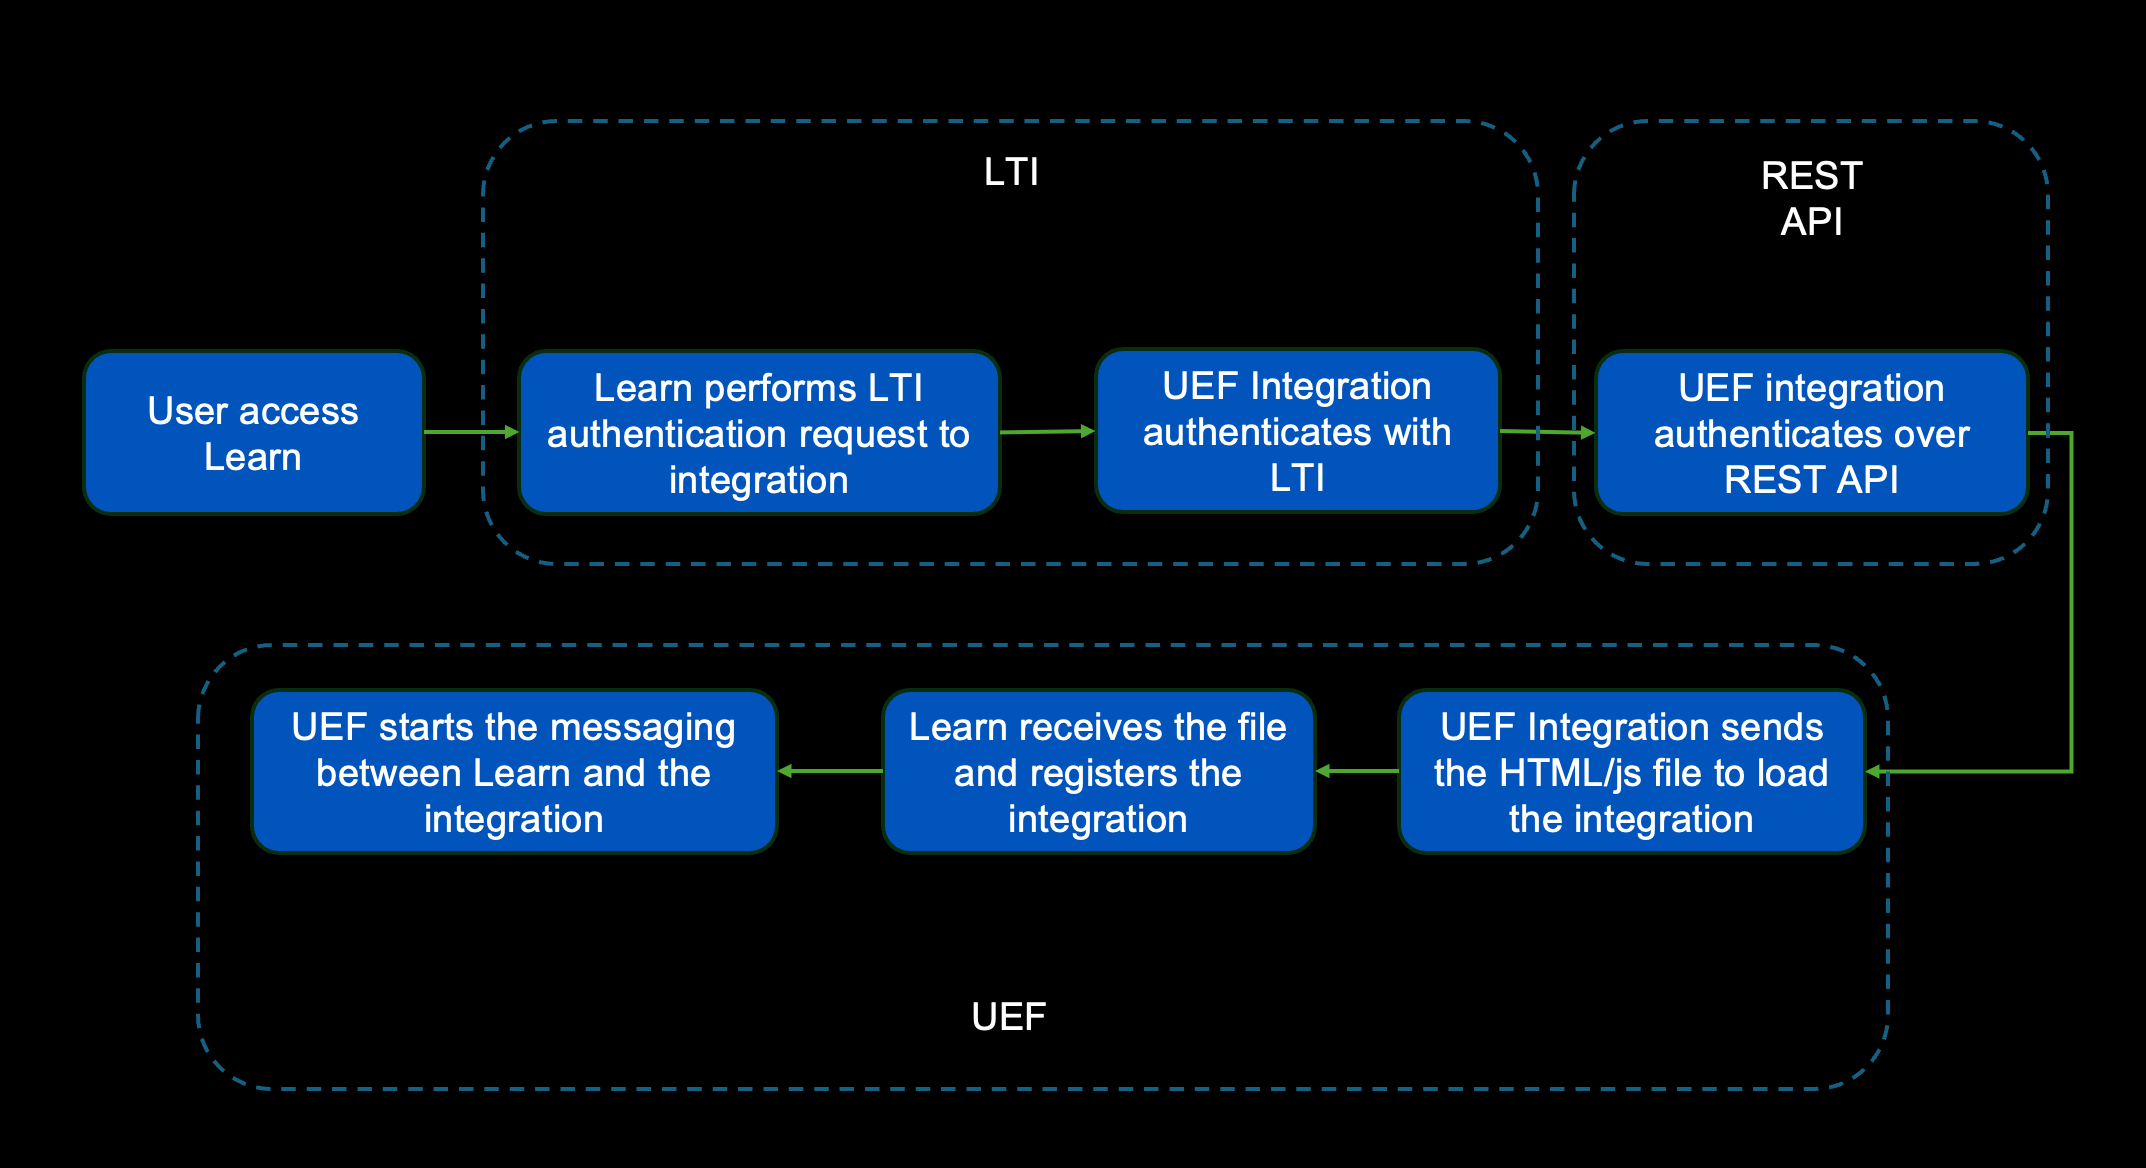 LTI
REST
API
User access
Learn
Learn performs LTI
authentication request to
integration
UEF Integration
authenticates with
LTI
UEF integration
authenticates over
REST API
UEF starts the messaging
between Learn and the
integration
Learn receives the file
and registers the
integration
UEF Integration sends
the HTML/js file to load
the integration
UEF